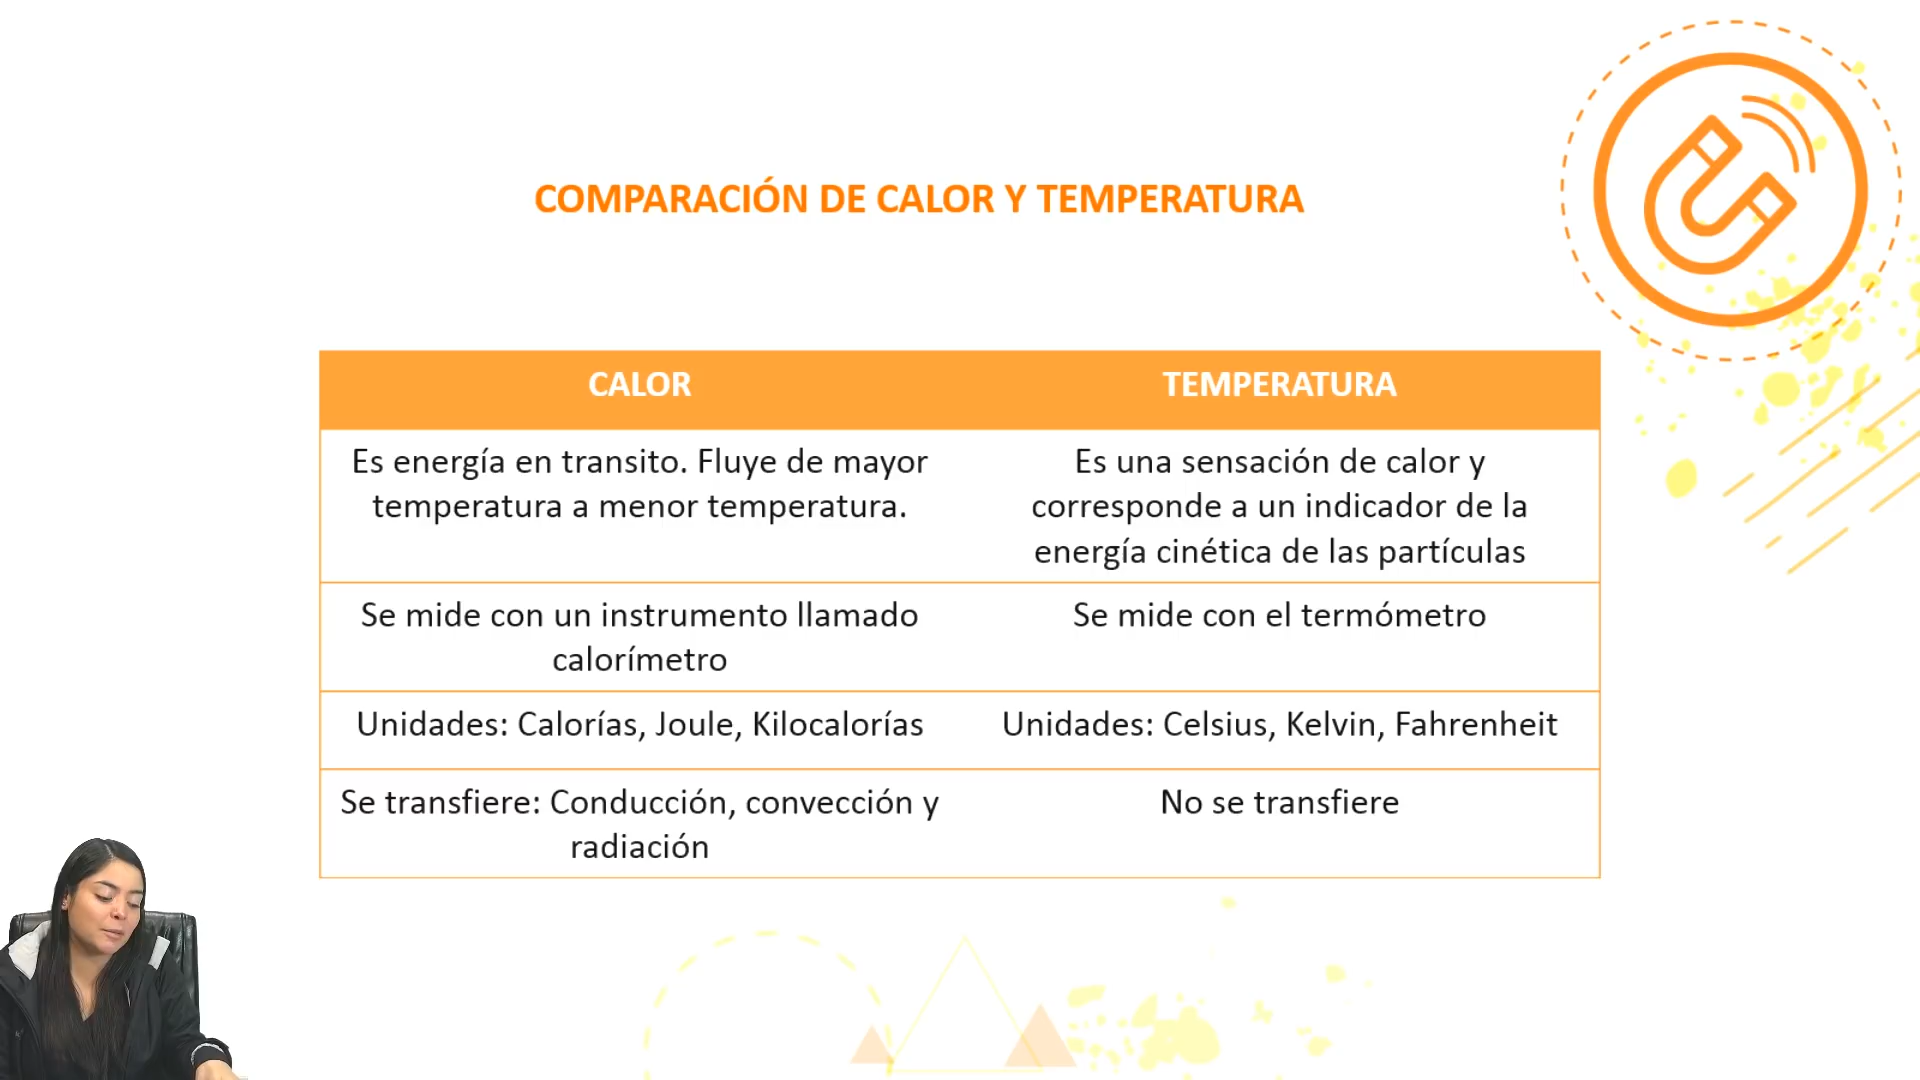 COMPARACIÓN DE CALOR Y TEMPERATURA
CALOR
TEMPERATURA
Es energía en transito. Fluye de mayor
temperatura a menor temperatura.
Es una sensación de calor y
corresponde a un indicador de la
energía cinética de las partículas
Se mide con un instrumento llamado
calorímetro
Se mide con el termómetro
Unidades: Calorías, Joule, Kilocalorías
Unidades: Celsius, Kelvin, Fahrenheit
Se transfiere: Conducción, convección y
radiación
No se transfiere